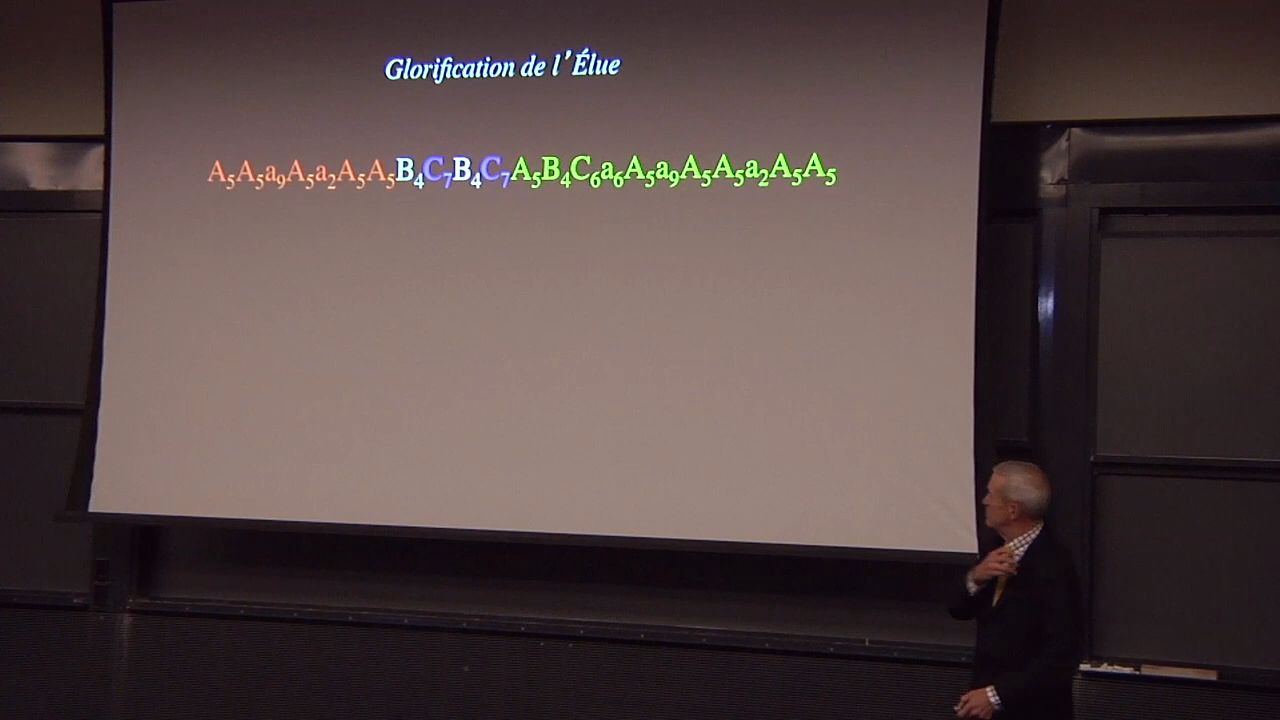 Glorification de l'Élue
A₅A₅a₉A₅a₂A₅A₅B₄C₇B₄C₇A₅B₄C₆a₆A₅a₉A₅A₅a₂A₅A₅